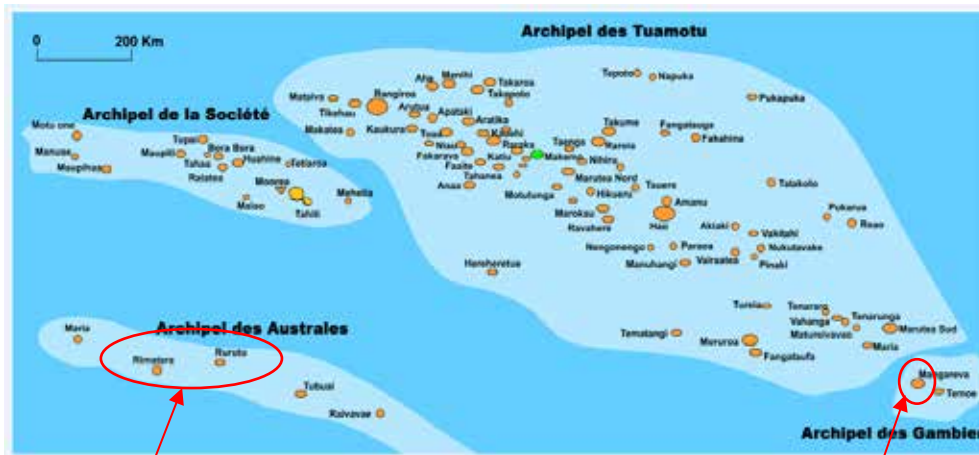 Archipel des Tuamotu
0 200 Km
Archipel de la Société
Motu one
Manuae
Maupihaa
Tupai
Maupiti
Bora Bora
Tahaa
Huahine
Raiatea
Tetiaroa
Moorea
Maiao
Tahiti
Mehetia
Mataiva
Tikehau
Rangiroa
Makatea
Ahe
Manihi
Takaroa
Takapoto
Arutua
Apataki
Aratika
Kaukura
Toau
Niau
Fakarava
Faaite
Raraka
Katiu
Makemo
Tahanea
Anaa
Motutunga
Taenga
Nihiru
Marutea Nord
Hikueru
Marokau
Ravahere
Takume
Raroia
Tepoto
Napuka
Pukapuka
Fangatauga
Fakahina
Tauere
Amanu
Hao
Tatakoto
Pukarua
Reao
Akiaki
Vahitahi
Nukutavake
Vairaatea
Pinaki
Nengonengo
Paraoa
Manuhangi
Hereheretue
Tureia
Tenararo
Vahanga
Tenarunga
Matureivavao
Marutea Sud
Maria
Tematangi
Mururoa
Fangataufa
Archipel des Australes
Maria
Rimatara
Rurutu
Tubuai
Raivavae
Mangareva
Temoe
Archipel des Gambier